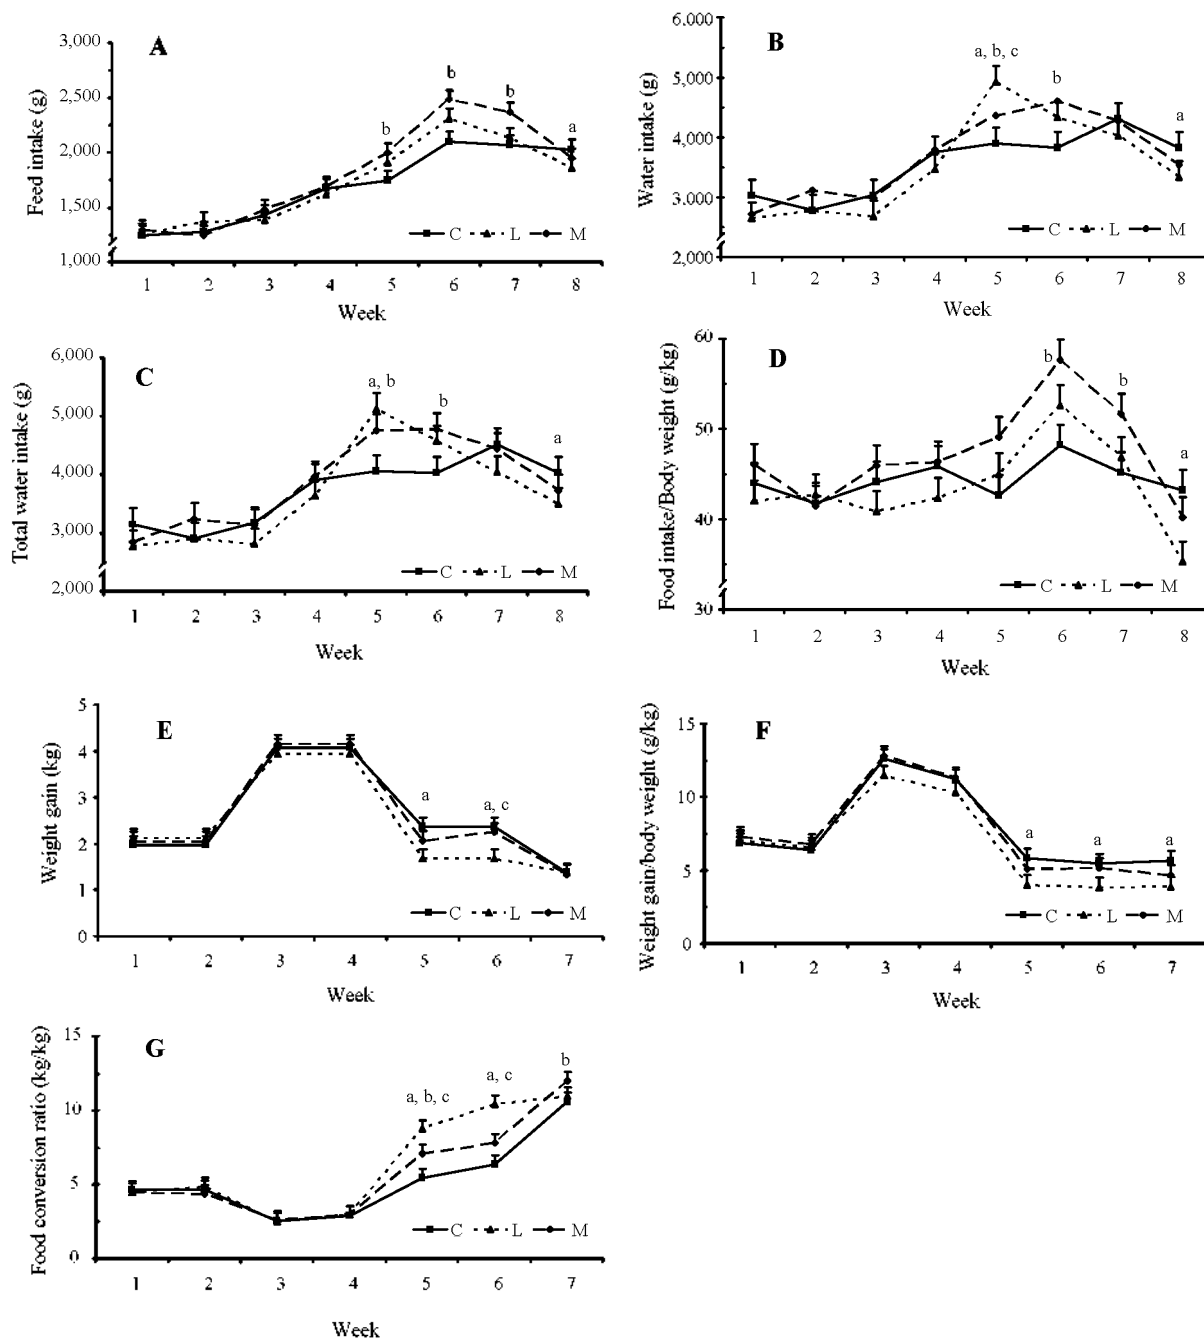 A
Feed intake (g)
3,000
2,500
2,000
1,500
1,000
b
b
b
a
C L M
1 2 3 4 5 6 7 8
Week
B
Water intake (g)
6,000
5,000
4,000
3,000
2,000
a, b, c
b
a
C L M
1 2 3 4 5 6 7 8
Week
C
Total water intake (g)
6,000
5,000
4,000
3,000
2,000
a, b
b
a
C L M
1 2 3 4 5 6 7 8
Week
D
Food intake/Body weight (g/kg)
60
50
40
30
b
b
a
C L M
1 2 3 4 5 6 7 8
Week
E
Weight gain (kg)
5
4
3
2
1
0
a
a, c
C L M
1 2 3 4 5 6 7
Week
F
Weight gain/body weight (g/kg)
15
10
5
0
a
a
a
C L M
1 2 3 4 5 6 7
Week
G
Food conversion ratio (kg/kg)
15
10
5
0
a, b, c
a, c
b
C L M
1 2 3 4 5 6 7
Week